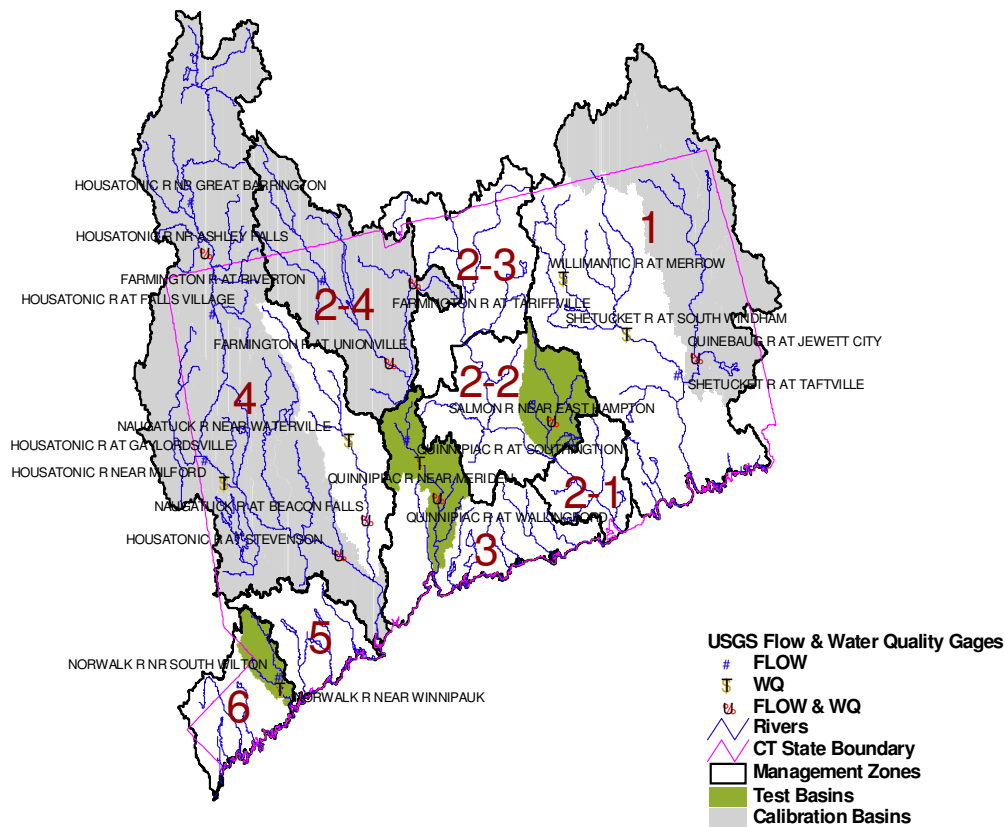 HOUSATONIC R NR GREAT BARRINGTON
1
HOUSATONIC R NR ASHLEY FALLS
2-3
WILLIMANTIC R AT MERROW
FARMINGTON R AT RIVERTON
HOUSATONIC R AT FALLS VILLAGE
2-4
FARMINGTON R AT TARIFFVILLE
SHETUCKET R AT SOUTH WINDHAM
FARMINGTON R AT UNIONVILLE
QUINEBAUG R AT JEWETT CITY
2-2
SHETUCKET R AT TAFTVILLE
4
SALMON R NEAR EAST HAMPTON
NAUGATUCK R NEAR WATERVILLE
HOUSATONIC R AT GAYLORDSVILLE
QUINNIPIAC R AT SOUTHINGTION
HOUSATONIC R NEAR MILFORD
QUINNIPIAC R NEAR MERIDEN
2-1
NAUGATUCK R AT BEACON FALLS
QUINNIPIAC R AT WALLINGFORD
HOUSATONIC R AT STEVENSON
3
5
NORWALK R NR SOUTH WILTON
NORWALK R NEAR WINNIPAUK
6
USGS Flow & Water Quality Gages
# FLOW
WQ
FLOW & WQ
Rivers
CT State Boundary
Management Zones
Test Basins
Calibration Basins